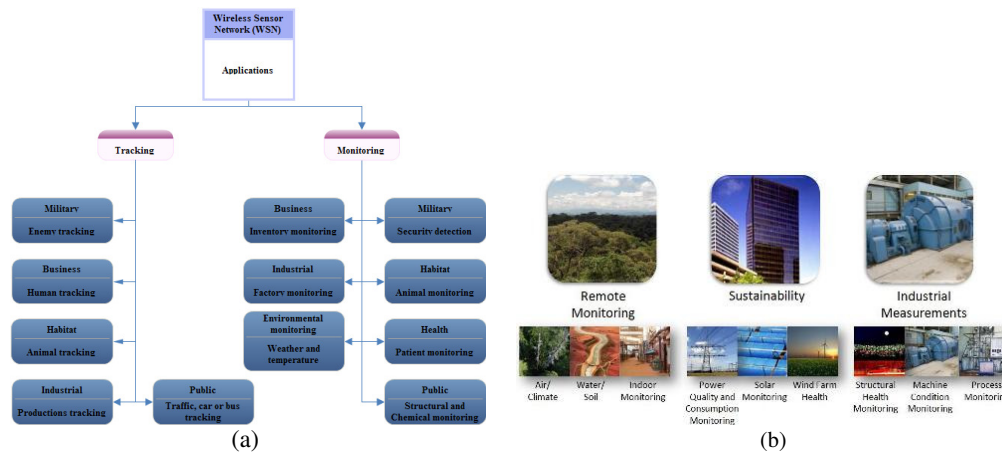 Wireless Sensor
Network (WSN)
Applications
Tracking
Monitoring
Military
Enemy tracking
Business
Human tracking
Habitat
Animal tracking
Industrial
Productions tracking
Public
Traffic, car or bus
tracking
Business
Inventory monitoring
Military
Security detection
Industrial
Factory monitoring
Habitat
Animal monitoring
Environmental
monitoring
Weather and
temperature
Health
Patient monitoring
Public
Structural and
Chemical monitoring
(a)
Remote
Monitoring
Sustainability
Industrial
Measurements
Air/
Climate
Water/
Soil
Indoor
Monitoring
Power
Quality and
Consumption
Monitoring
Solar
Monitoring
Wind Farm
Health
Structural
Health
Monitoring
Machine
Condition
Monitoring
Process
Monitoring
(b)